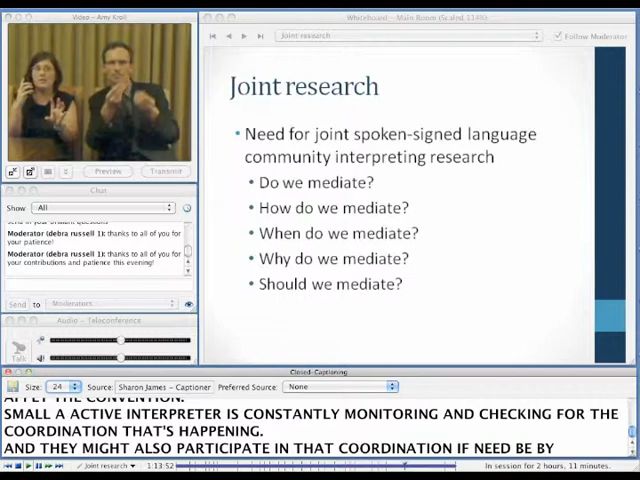 Video – Amy Kroll
Preview
Transmit
Chat
Show
All
Moderator (debra russell 1): thanks to all of you for
your patience!
Moderator (debra russell 1): thanks to all of you for
your contributions and patience this evening!
Send
to
Moderators
Audio – Teleconference
Talk
Whiteboard – Main Room (Scaled 114%)
Joint research
Follow Moderator
Joint research
• Need for joint spoken-signed language
community interpreting research
• Do we mediate?
• How do we mediate?
• When do we mediate?
• Why do we mediate?
• Should we mediate?
Closed-Captioning
Size: 24
Source: Sharon James - Captioner
Preferred Source: None
THE CONVENTION.
SMALL A ACTIVE INTERPRETER IS CONSTANTLY MONITORING AND CHECKING FOR THE
COORDINATION THAT'S HAPPENING.
AND THEY MIGHT ALSO PARTICIPATE IN THAT COORDINATION IF NEED BE BY
Joint research
1:13:52
In session for 2 hours, 11 minutes.